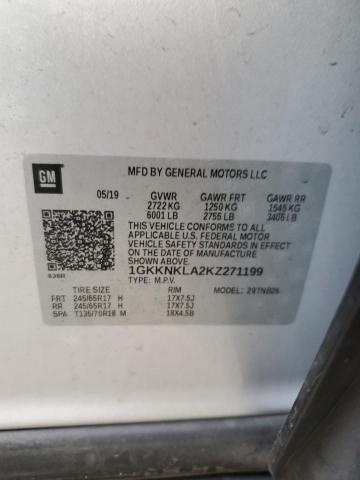 GM
MFD BY GENERAL MOTORS LLC
05/19 GVWR GAWR FRT GAWR RR
2722 KG 1250 KG 1545 KG
6001 LB 2755 LB 3406 LB
THIS VEHICLE CONFORMS TO ALL
APPLICABLE U.S. FEDERAL MOTOR
VEHICLE SAFETY STANDARDS IN EFFECT
ON THE DATE OF MANUFACTURE
SHOWN ABOVE.
1GKKNKLA2KZ271199
TYPE: M.P.V. MODEL: 29TNB26
TIRE SIZE RIM
FRT 245/65R17 H 17X7.5J
RR 245/65R17 H 17X7.5J
SPA T135/70R18 M 18X4.5B